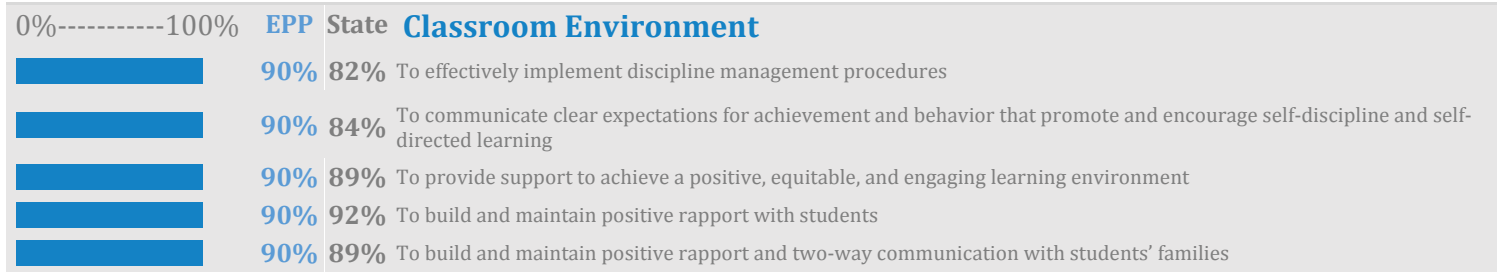 0%-----------100% EPP State Classroom Environment
90% 82% To effectively implement discipline management procedures
90% 84% To communicate clear expectations for achievement and behavior that promote and encourage self-discipline and self-
directed learning
90% 89% To provide support to achieve a positive, equitable, and engaging learning environment
90% 92% To build and maintain positive rapport with students
90% 89% To build and maintain positive rapport and two-way communication with students’ families